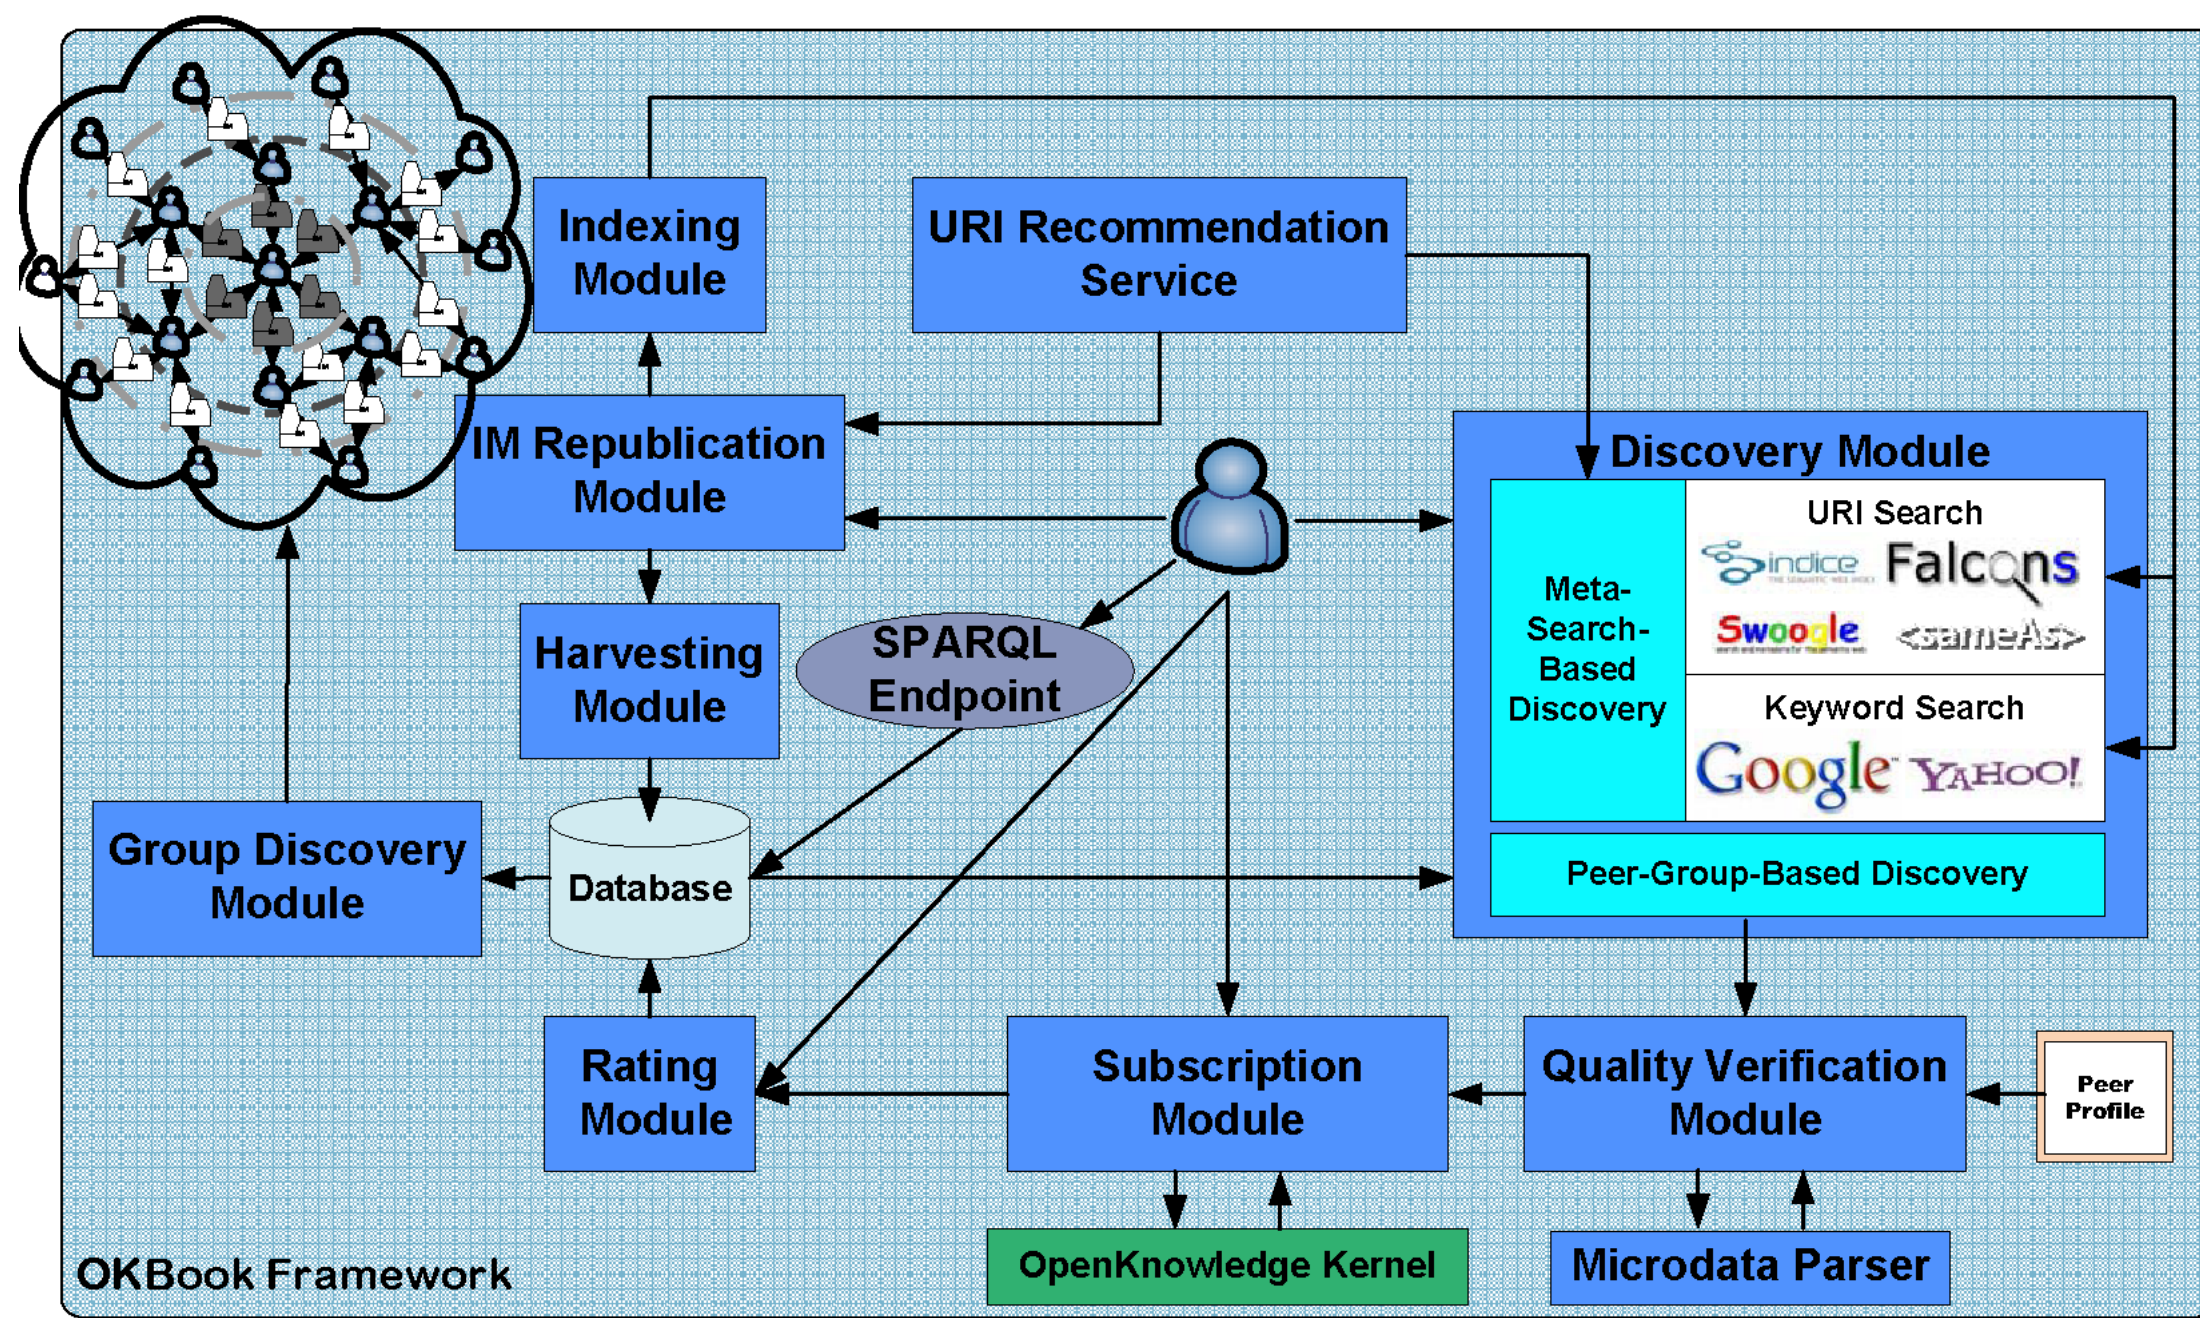 Indexing
Module
URI Recommendation
Service
IM Republication
Module
Discovery Module
URI Search
indice
Falcons
Swoogle
<sameAs>
Meta-
Search-
Based
Discovery
Keyword Search
Google
YAHOO!
Peer-Group-Based Discovery
Harvesting
Module
SPARQL
Endpoint
Group Discovery
Module
Database
Rating
Module
Subscription
Module
Quality Verification
Module
Peer
Profile
OpenKnowledge Kernel
Microdata Parser
OKBook Framework